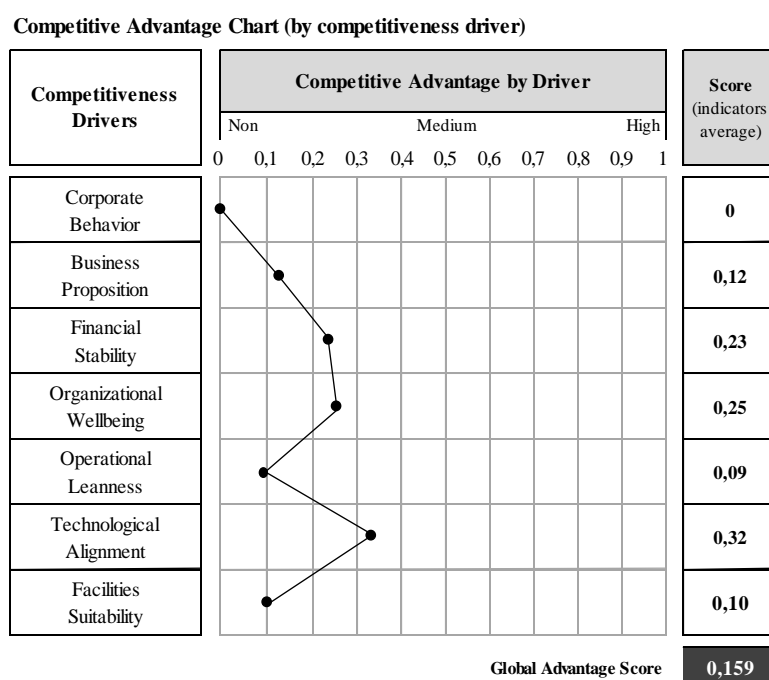 Competitive Advantage Chart (by competitiveness driver)
Competitiveness
Drivers
Competitive Advantage by Driver
Non Medium High
0 0,1 0,2 0,3 0,4 0,5 0,6 0,7 0,8 0,9 1
Score
(indicators
average)
Corporate
Behavior
0
Business
Proposition
0,12
Financial
Stability
0,23
Organizational
Wellbeing
0,25
Operational
Leanness
0,09
Technological
Alignment
0,32
Facilities
Suitability
0,10
Global Advantage Score 0,159